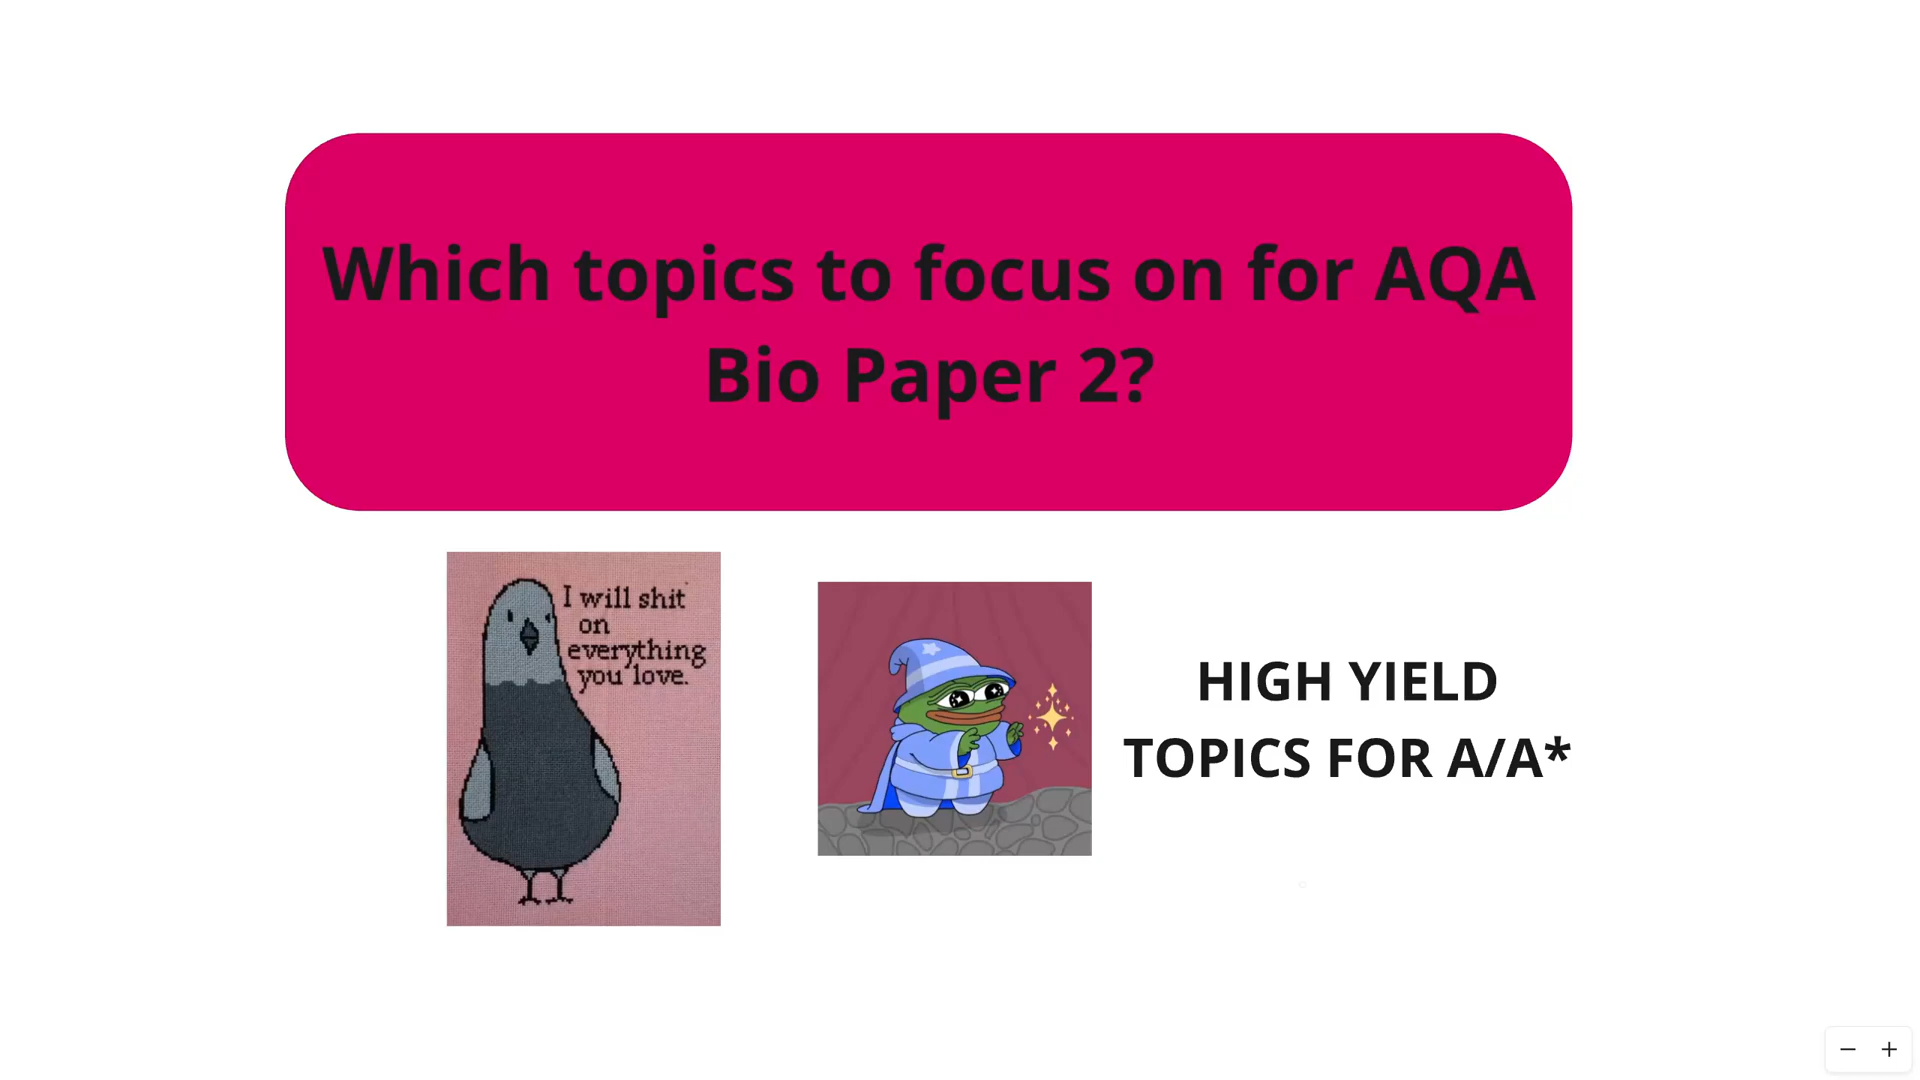 Which topics to focus on for AQA
Bio Paper 2?
I will shit
on
everything
you love.
HIGH YIELD
TOPICS FOR A/A*